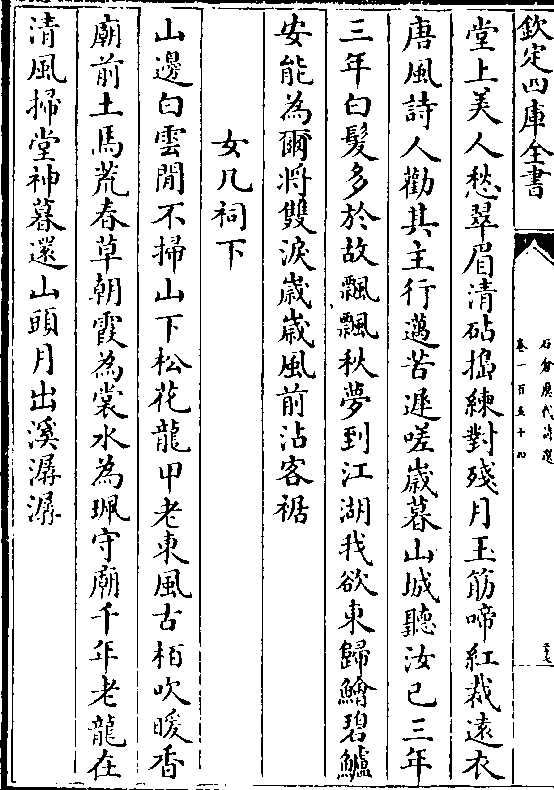 欽定四庫全書
石倉歷代詩選
卷一百五十九
堂上美人愁翠眉清砧搗練對殘月玉筯啼紅裁遠衣
唐風詩人勸其主行邁苦遲嗟歲暮山城聽汝已三年
三年白髮多於故飄飄秋夢到江湖我欲東歸鱠碧鱸
安能為爾將雙淚歲歲風前沾客裾
女几祠下
山邊白雲閒不掃山下松花龍甲老東風古栢吹暖香
廟前土馬荒春草朝霞為裳水為珮守廟千年老龍在
清風掃堂神暮還山頭月出溪潺潺